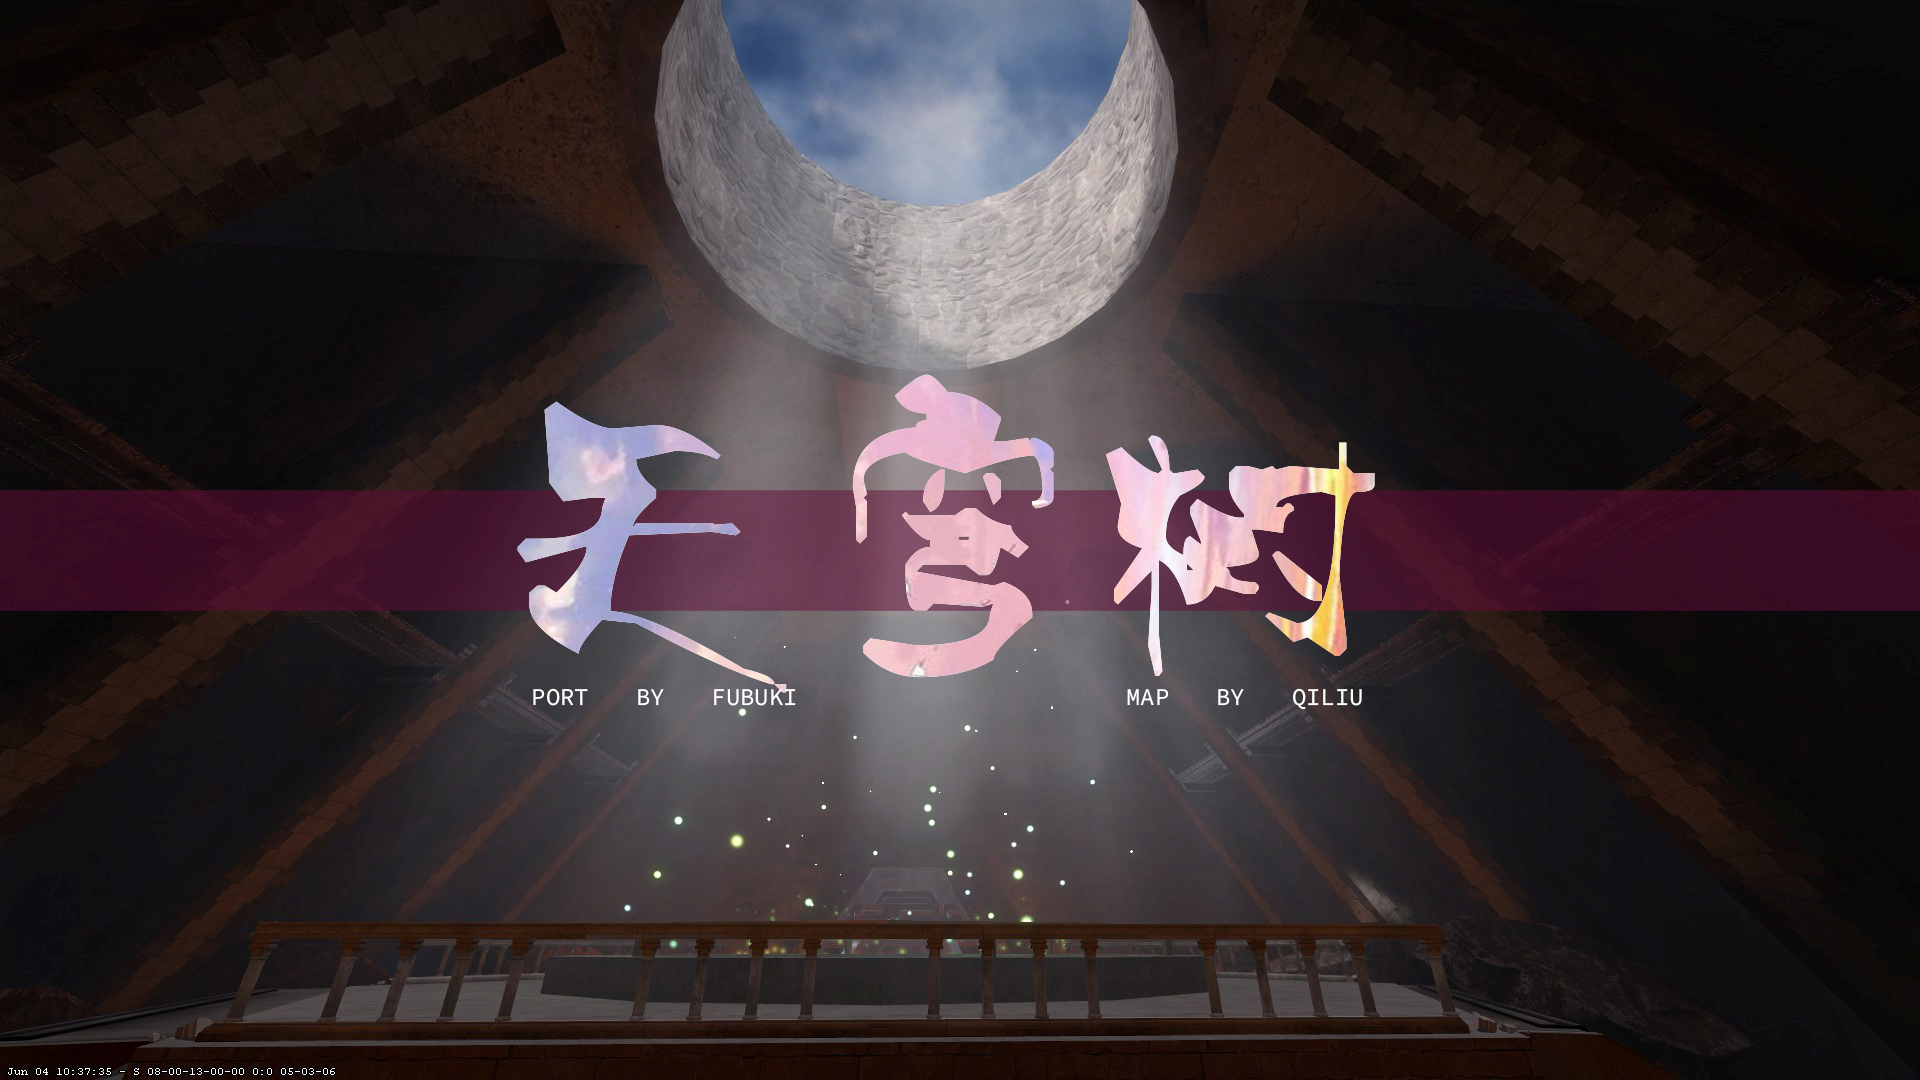 天穹树
PORT BY FUBUKI
MAP BY QILIU
Jun 04 10:37:35 - S 08-00-13-00-00 0:0 05-03-06